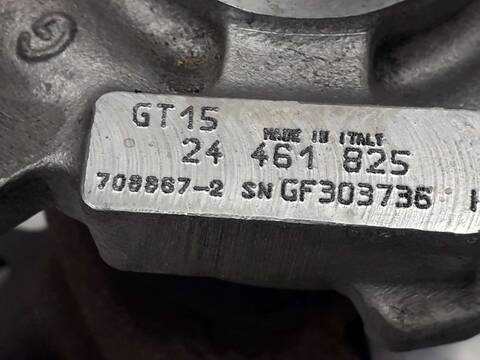 GT15
MADE IN ITALY
24 461 825
708867-2 SN GF303736